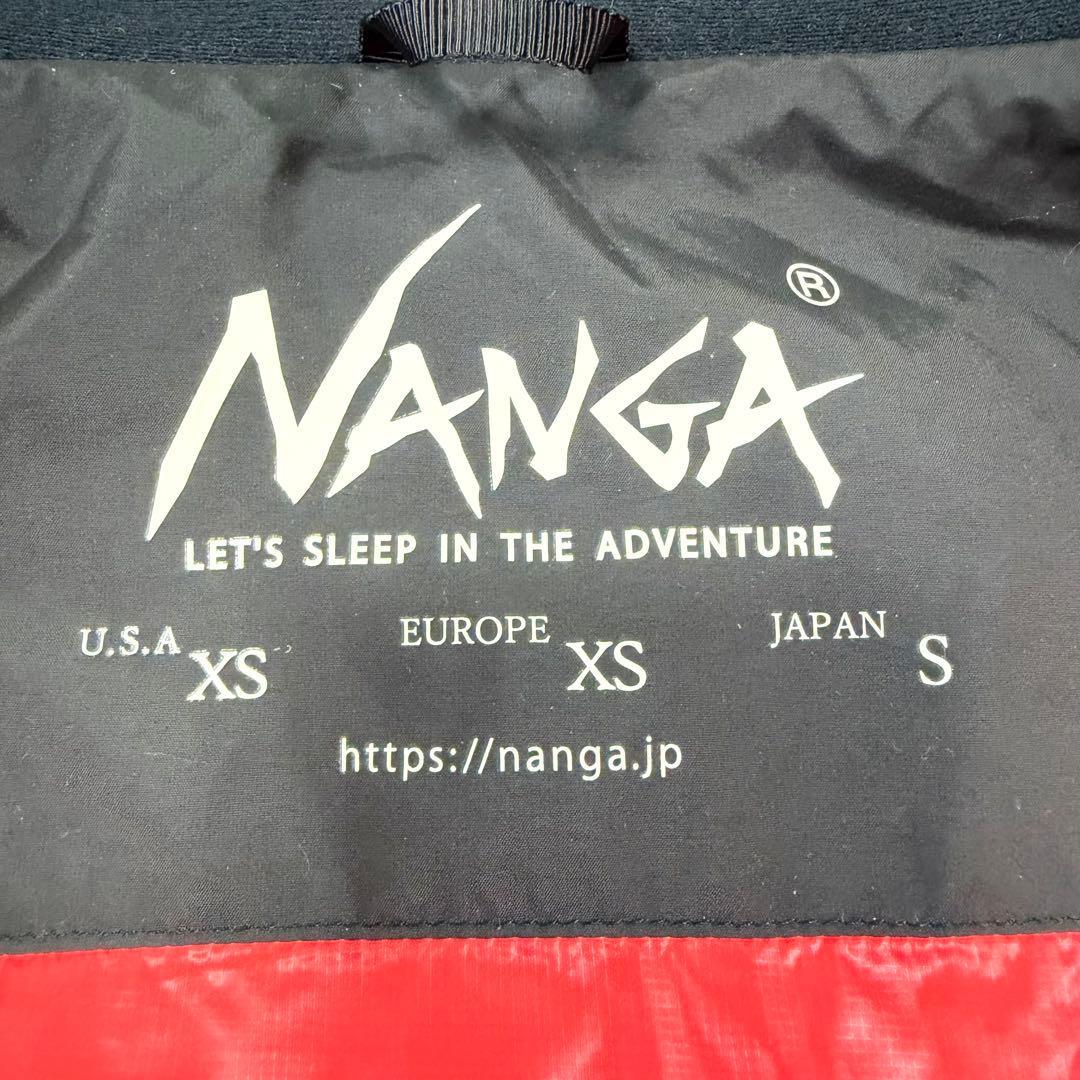 NANGA ®
LET'S SLEEP IN THE ADVENTURE
U.S.A XS EUROPE XS JAPAN S
https://nanga.jp